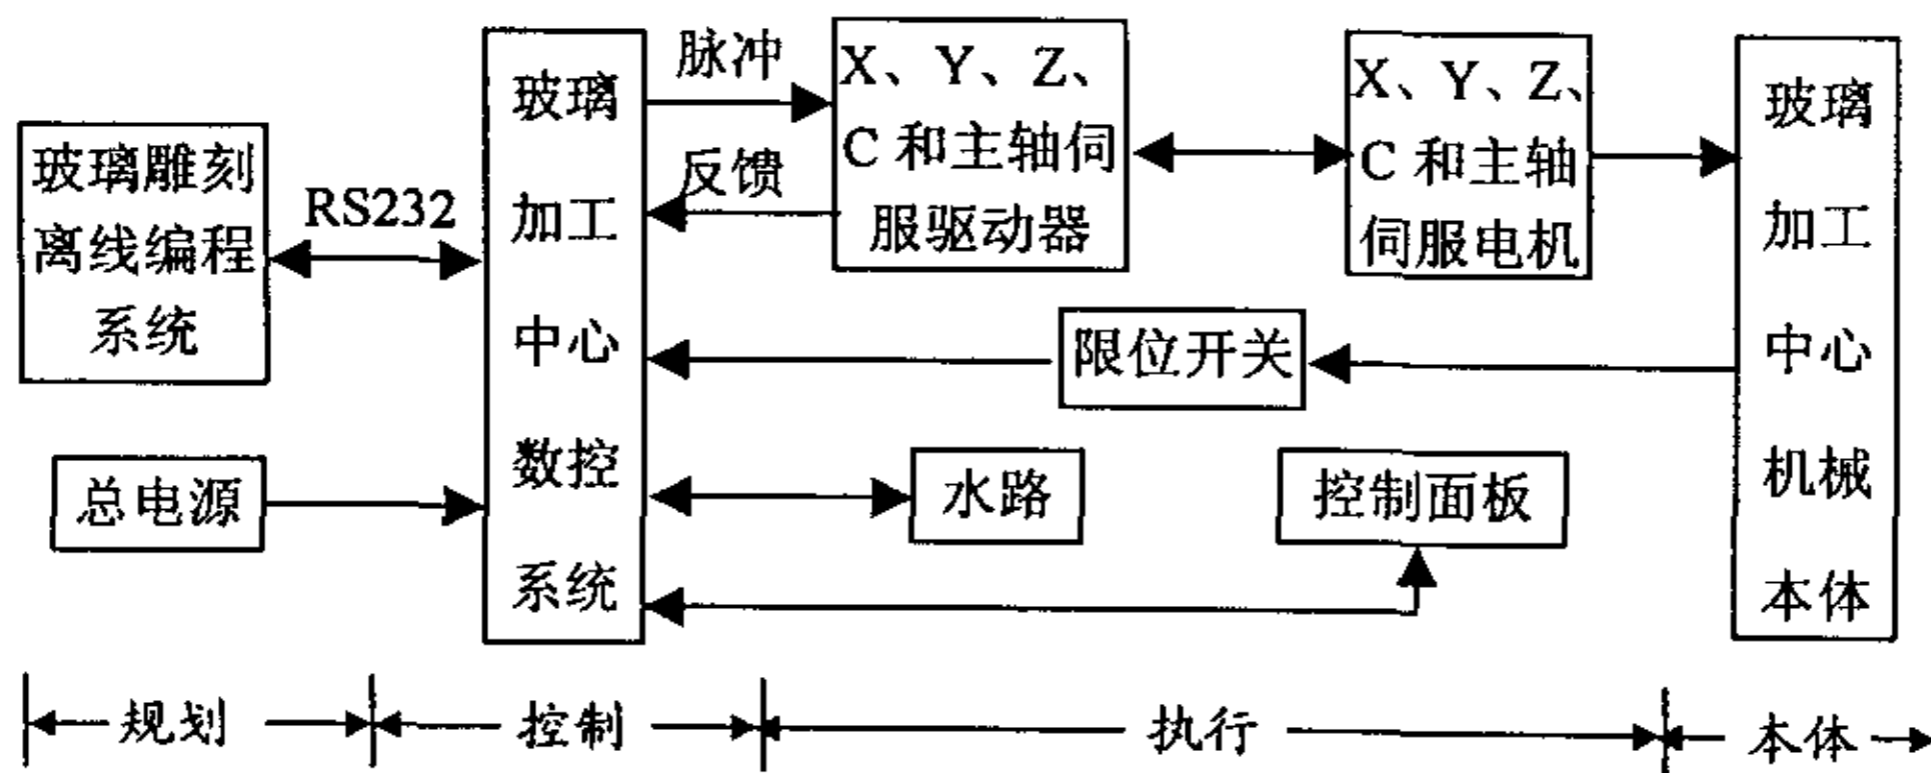 玻璃雕刻
离线编程
系统
RS232
总电源
玻璃
加工
中心
数控
系统
脉冲
反馈
X、Y、Z、
C 和主轴伺
服驱动器
X、Y、Z、
C 和主轴
伺服电机
限位开关
水路
控制面板
玻璃
加工
中心
机械
本体
规划
控制
执行
本体